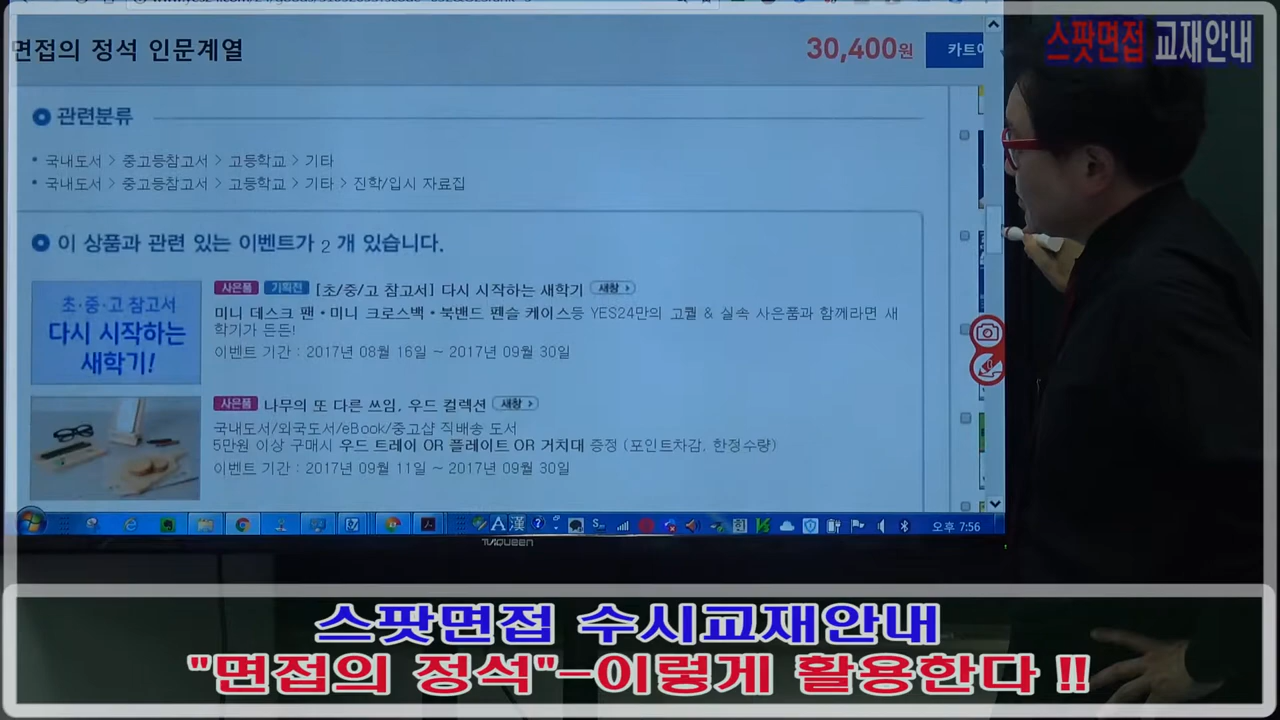 면접의 정석 인문계열
30,400원
카트에
스팟면접 교재안내
관련분류
국내도서 > 중고등참고서 > 고등학교 > 기타
국내도서 > 중고등참고서 > 고등학교 > 기타 > 진학/입시 자료집
이 상품과 관련 있는 이벤트가 2 개 있습니다.
초·중·고 참고서
다시 시작하는
새학기!
사은품 기획전 [초/중/고 참고서] 다시 시작하는 새학기 새창
미니 데스크 팬·미니 크로스백·북밴드 펜슬 케이스등 YES24만의 고퀄 & 실속 사은품과 함께라면 새
학기가 든든!
이벤트 기간 : 2017년 08월 16일 ~ 2017년 09월 30일
사은품 나무의 또 다른 쓰임, 우드 컬렉션 새창
국내도서/외국도서/eBook/중고샵 직배송 도서
5만원 이상 구매시 우드 트레이 OR 플레이트 OR 거치대 증정 (포인트차감, 한정수량)
이벤트 기간 : 2017년 09월 11일 ~ 2017년 09월 30일
A 漢
오후 7:56
TVAQUEEN
스팟면접 수시교재안내
"면접의 정석"-이렇게 활용한다 !!